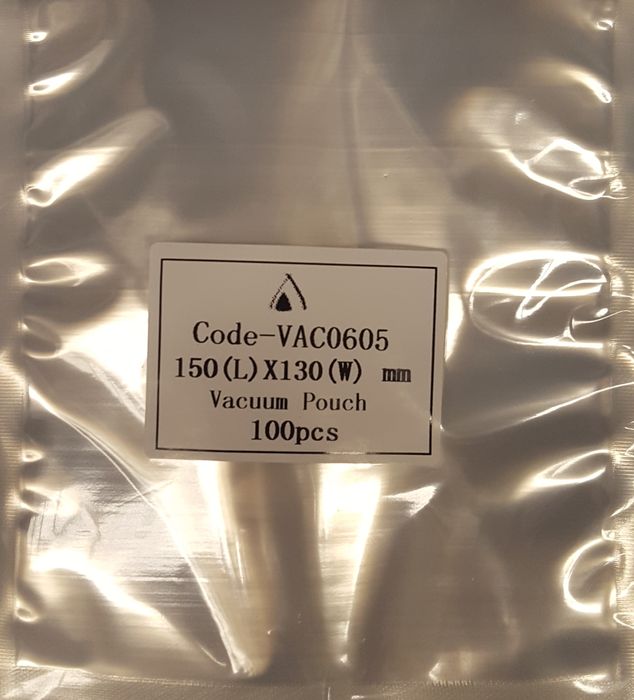 Code-VAC0605
150(L)X130(W) mm
Vacuum Pouch
100pcs